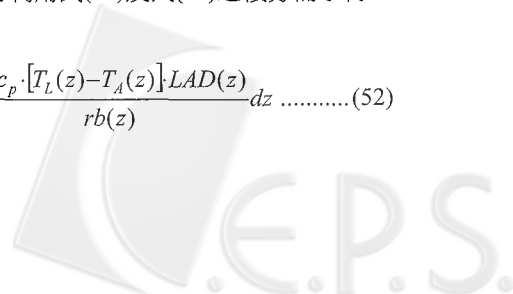 c_p·[T_L(z)−T_A(z)]·LAD(z)
rb(z)
dz ...........(52)
C.E.P.S.